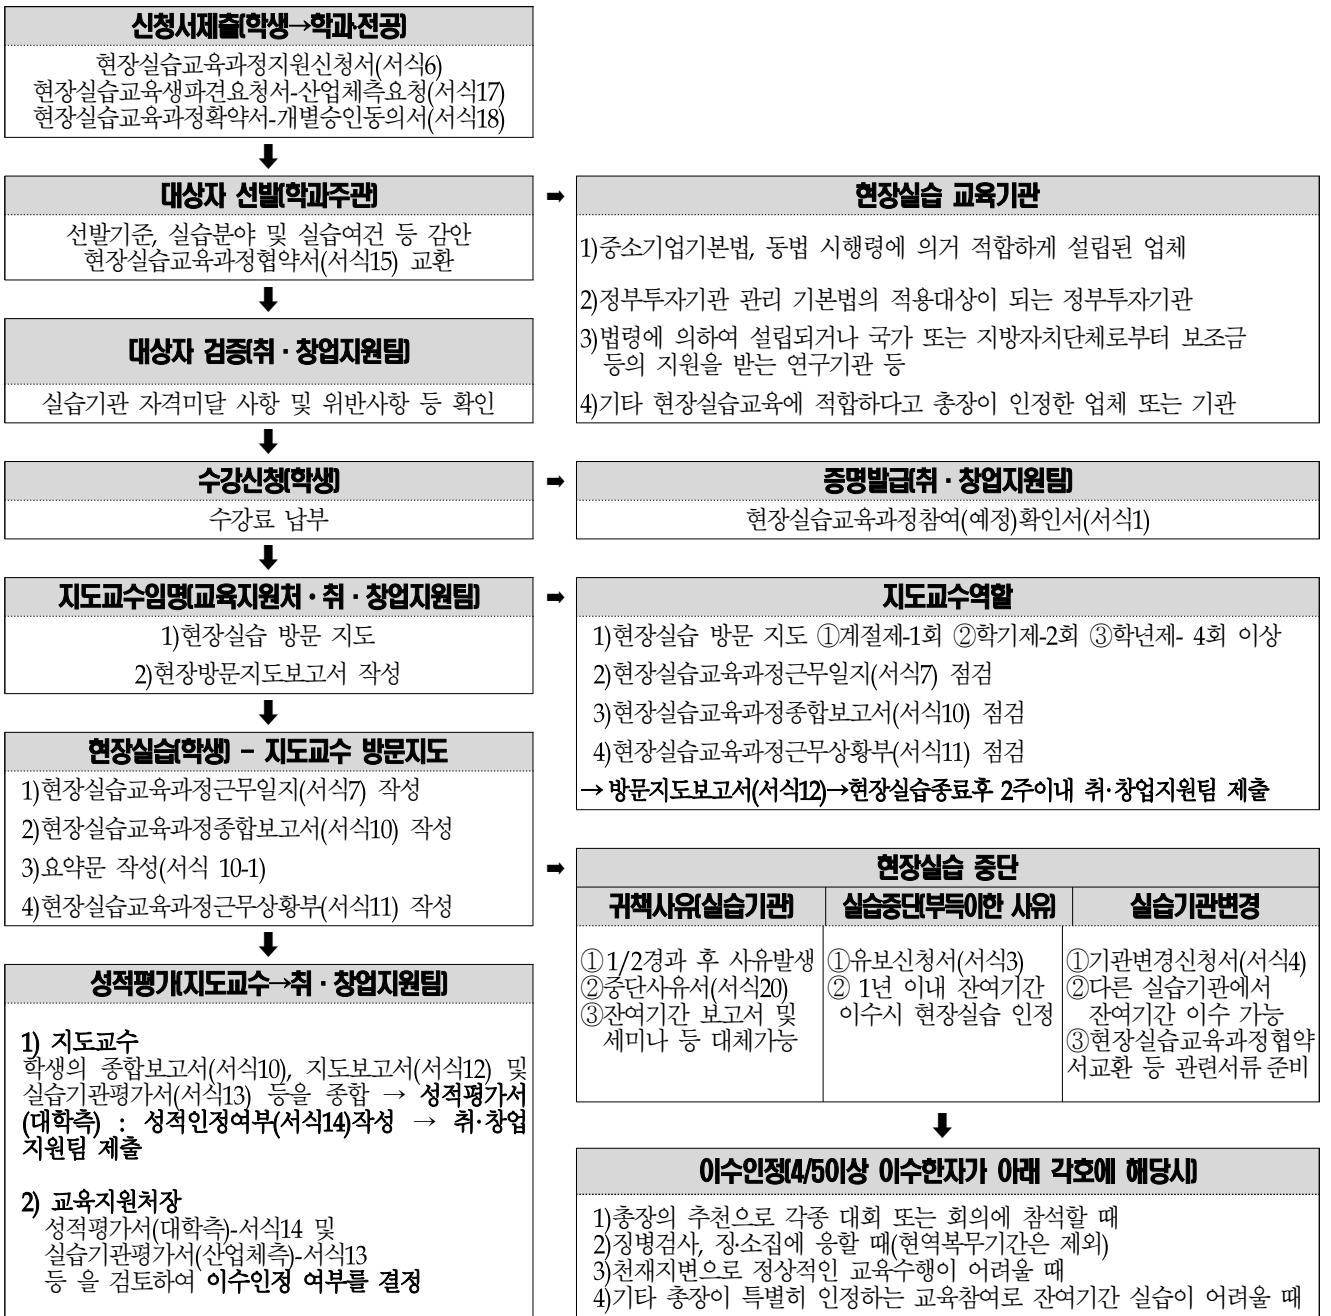 신청서제출(학생→학과·전공)
현장실습교육과정지원신청서(서식6)
현장실습교육생파견요청서-산업체측요청(서식17)
현장실습교육과정확약서-개별승인동의서(서식18)
⬇
대상자 선발(학과주관)
선발기준, 실습분야 및 실습여건 등 감안
현장실습교육과정협약서(서식15) 교환
➡
현장실습 교육기관
1)중소기업기본법, 동법 시행령에 의거 적합하게 설립된 업체
2)정부투자기관 관리 기본법의 적용대상이 되는 정부투자기관
3)법령에 의하여 설립되거나 국가 또는 지방자치단체로부터 보조금
등의 지원을 받는 연구기관 등
4)기타 현장실습교육에 적합하다고 총장이 인정한 업체 또는 기관
⬇
대상자 검증(취·창업지원팀)
실습기관 자격미달 사항 및 위반사항 등 확인
⬇
수강신청(학생)
수강료 납부
➡
증명발급(취·창업지원팀)
현장실습교육과정참여(예정)확인서(서식1)
⬇
지도교수임명(교육지원처·취·창업지원팀)
1)현장실습 방문 지도
2)현장방문지도보고서 작성
➡
지도교수역할
1)현장실습 방문 지도 ①계절제-1회 ②학기제-2회 ③학년제- 4회 이상
2)현장실습교육과정근무일지(서식7) 점검
3)현장실습교육과정종합보고서(서식10) 점검
4)현장실습교육과정근무상황부(서식11) 점검
→ 방문지도보고서(서식12)→현장실습종료후 2주이내 취·창업지원팀 제출
⬇
현장실습(학생) - 지도교수 방문지도
1)현장실습교육과정근무일지(서식7) 작성
2)현장실습교육과정종합보고서(서식10) 작성
3)요약문 작성(서식 10-1)
4)현장실습교육과정근무상황부(서식11) 작성
➡
현장실습 중단
귀책사유(실습기관)
①1/2경과 후 사유발생
②중단사유서(서식20)
③잔여기간 보고서 및
세미나 등 대체가능
실습중단(부득이한 사유)
①유보신청서(서식3)
② 1년 이내 잔여기간
이수시 현장실습 인정
실습기관변경
①기관변경신청서(서식4)
②다른 실습기관에서
잔여기간 이수 가능
③현장실습교육과정협약
서교환 등 관련서류 준비
⬇
성적평가(지도교수→취·창업지원팀)
1) 지도교수
학생의 종합보고서(서식10), 지도보고서(서식12) 및
실습기관평가서(서식13) 등을 종합 → 성적평가서
(대학측) : 성적인정여부(서식14)작성 → 취·창업
지원팀 제출
2) 교육지원처장
성적평가서(대학측)-서식14 및
실습기관평가서(산업체측)-서식13
등 을 검토하여 이수인정 여부를 결정
⬇
이수인정(4/5이상 이수한자가 아래 각호에 해당시)
1)총장의 추천으로 각종 대회 또는 회의에 참석할 때
2)징병검사, 징·소집에 응할 때(현역복무기간은 제외)
3)천재지변으로 정상적인 교육수행이 어려울 때
4)기타 총장이 특별히 인정하는 교육참여로 잔여기간 실습이 어려울 때